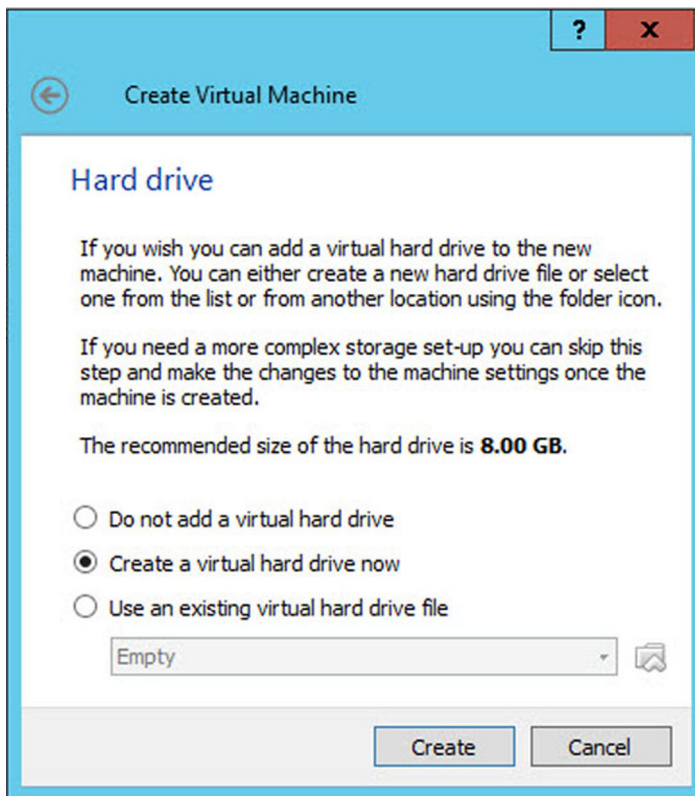 ? x
Create Virtual Machine
Hard drive
If you wish you can add a virtual hard drive to the new
machine. You can either create a new hard drive file or select
one from the list or from another location using the folder icon.
If you need a more complex storage set-up you can skip this
step and make the changes to the machine settings once the
machine is created.
The recommended size of the hard drive is 8.00 GB.
Do not add a virtual hard drive
Create a virtual hard drive now
Use an existing virtual hard drive file
Empty
Create Cancel